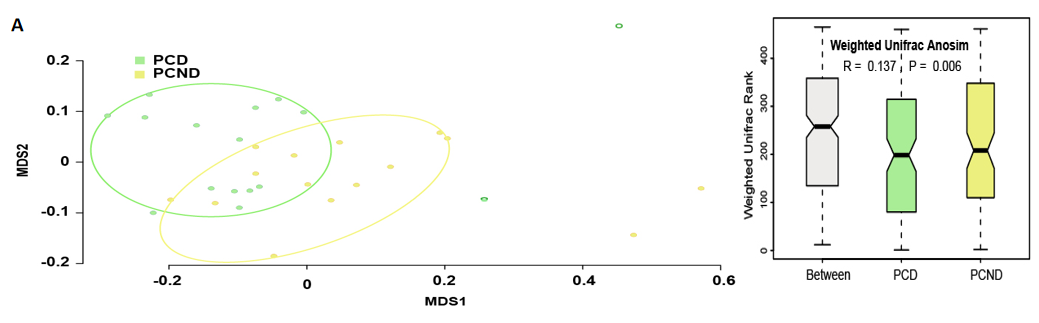 A
PCD
PCND
0.2
0.1
0
-0.1
-0.2
MDS2
-0.2
0
0.2
0.4
0.6
MDS1
Weighted Unifrac Anosim
R = 0.137, P = 0.006
400
300
200
100
0
Weighted Unifrac Rank
Between
PCD
PCND